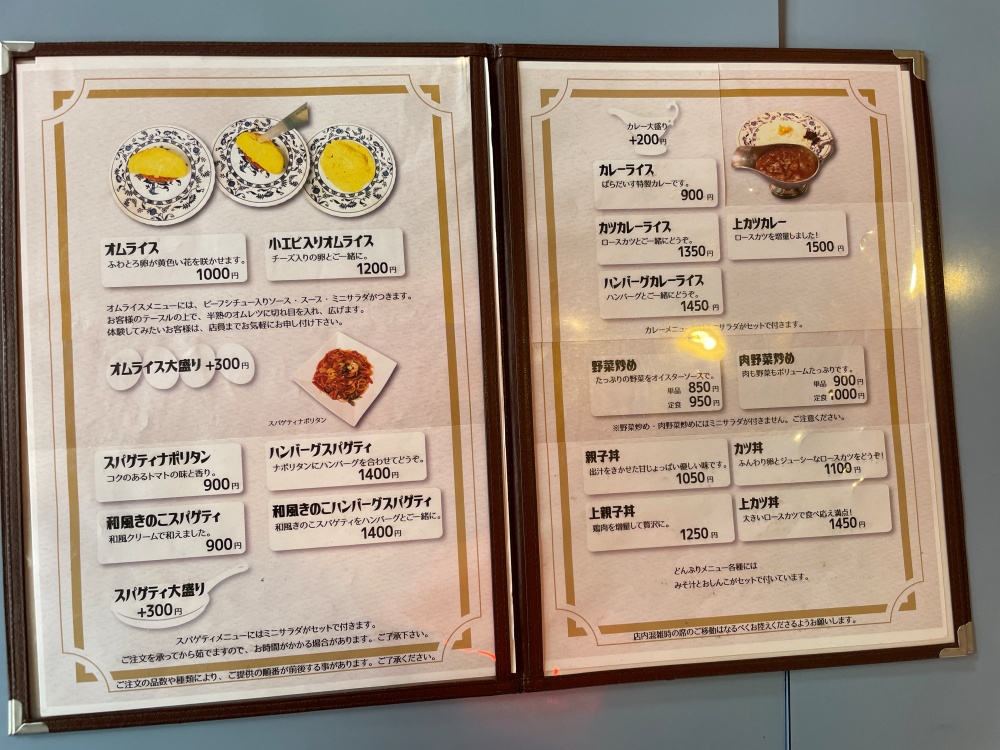 オムライス
ふわとろ卵が黄色い花を咲かせます。
1000円
小エビ入りオムライス
チーズ入りの卵とご一緒に。
1200円
オムライスメニューには、ビーフシチュー入りソース・スープ・ミニサラダがつきます。
お客様のテーブルの上で、半熟のオムレツに切れ目を入れ、広げます。
体験してみたいお客様は、店員までお気軽にお申し付け下さい。
オムライス大盛り +300円
スパゲティナポリタン
スパゲティナポリタン
コクのあるトマトの味と香り。
900円
ハンバーグスパゲティ
ナポリタンにハンバーグを合わせてどうぞ。
1400円
和風きのこスパゲティ
和風クリームで和えました。
900円
和風きのこハンバーグスパゲティ
和風きのこスパゲティをハンバーグとご一緒に。
1400円
スパゲティ大盛り
+300円
スパゲティメニューにはミニサラダがセットで付きます。
ご注文を承ってから茹でますので、お時間がかかる場合があります。ご了承下さい。
ご注文の品数や種類により、ご提供の順番が前後する事があります。ご了承ください。
カレー大盛り
+200円
カレーライス
ぱらだいす特製カレーです。
900円
カツカレーライス
ロースカツとご一緒にどうぞ。
1350円
上カツカレー
ロースカツを増量しました!
1500円
ハンバーグカレーライス
ハンバーグとご一緒にどうぞ。
1450円
カレーメニューミニサラダがセットで付きます。
野菜炒め
たっぷりの野菜をオイスターソースで。
単品 850円
定食 950円
肉野菜炒め
肉も野菜もボリュームたっぷりです。
単品 900円
定食 1000円
※野菜炒め・肉野菜炒めにはミニサラダが付きません。ご注意ください。
親子丼
出汁をきかせた甘じょっぱい優しい味です。
1050円
カツ丼
ふんわり卵とジューシーなロースカツをどうぞ!
1100円
上親子丼
鶏肉を増量して贅沢に。
1250円
上カツ丼
大きいロースカツで食べ応え満点!
1450円
どんぶりメニュー各種には
みそ汁とおしんこがセットで付いています。
店内混雑時の席のご移動はなるべくお控えくださるようお願いします。